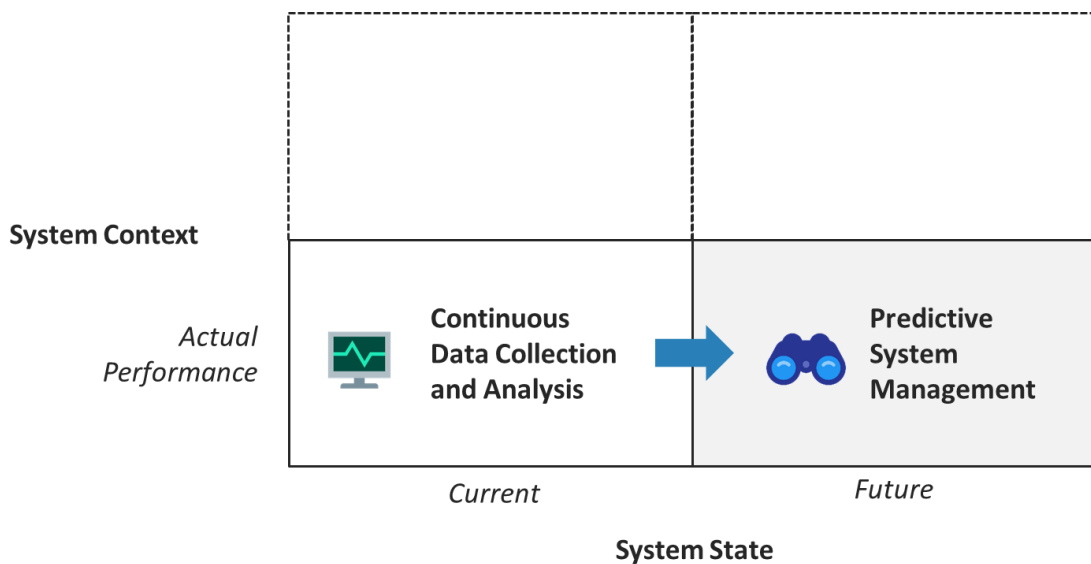 System Context
Actual
Performance
Continuous
Data Collection
and Analysis
Predictive
System
Management
Current
Future
System State